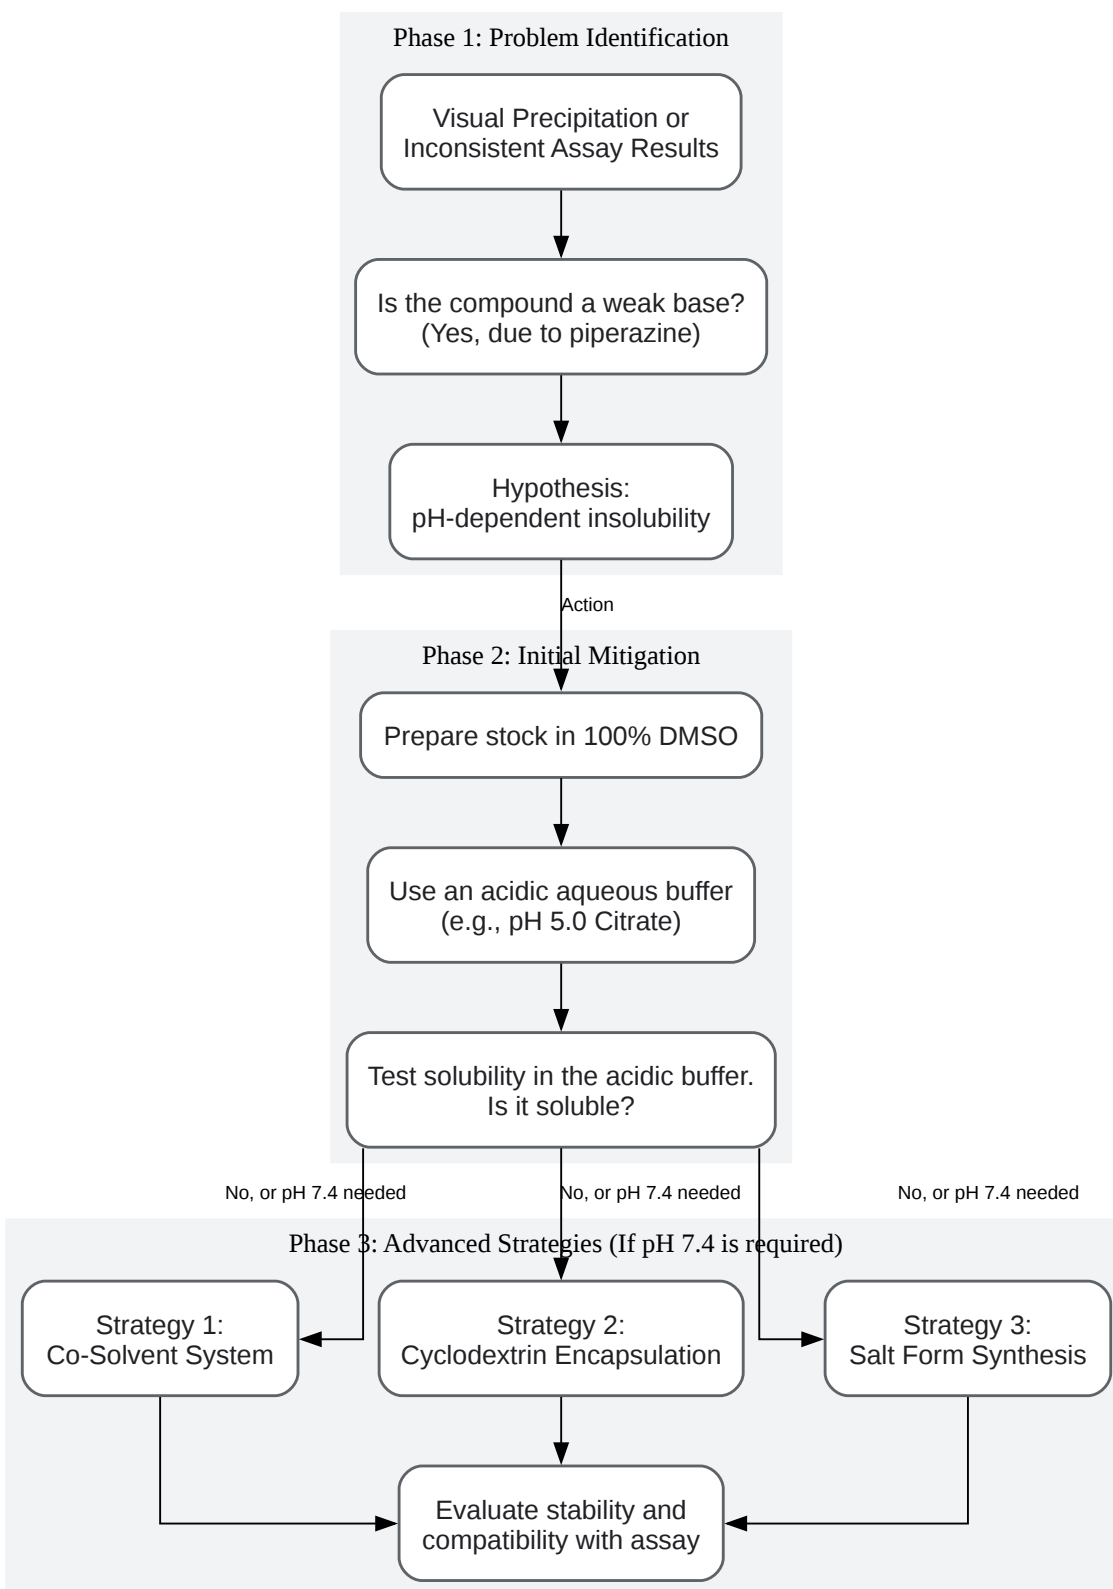 Phase 1: Problem Identification
Visual Precipitation or
Inconsistent Assay Results
Is the compound a weak base?
(Yes, due to piperazine)
Hypothesis:
pH-dependent insolubility
Action
Phase 2: Initial Mitigation
Prepare stock in 100% DMSO
Use an acidic aqueous buffer
(e.g., pH 5.0 Citrate)
Test solubility in the acidic buffer.
Is it soluble?
No, or pH 7.4 needed
No, or pH 7.4 needed
No, or pH 7.4 needed
Phase 3: Advanced Strategies (If pH 7.4 is required)
Strategy 1:
Co-Solvent System
Strategy 2:
Cyclodextrin Encapsulation
Strategy 3:
Salt Form Synthesis
Evaluate stability and
compatibility with assay